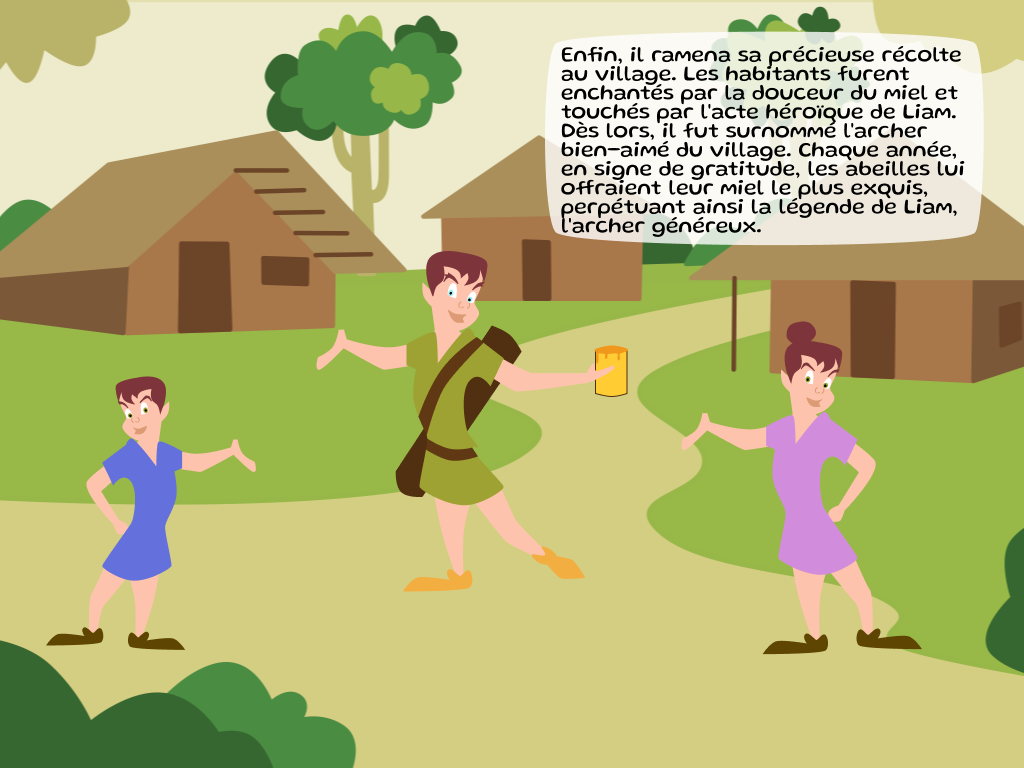 Enfin, il ramena sa précieuse récolte
au village. Les habitants furent
enchantés par la douceur du miel et
touchés par l'acte héroïque de Liam.
Dès lors, il fut surnommé l'archer
bien-aimé du village. Chaque année,
en signe de gratitude, les abeilles lui
offraient leur miel le plus exquis,
perpétuant ainsi la légende de Liam,
l'archer généreux.